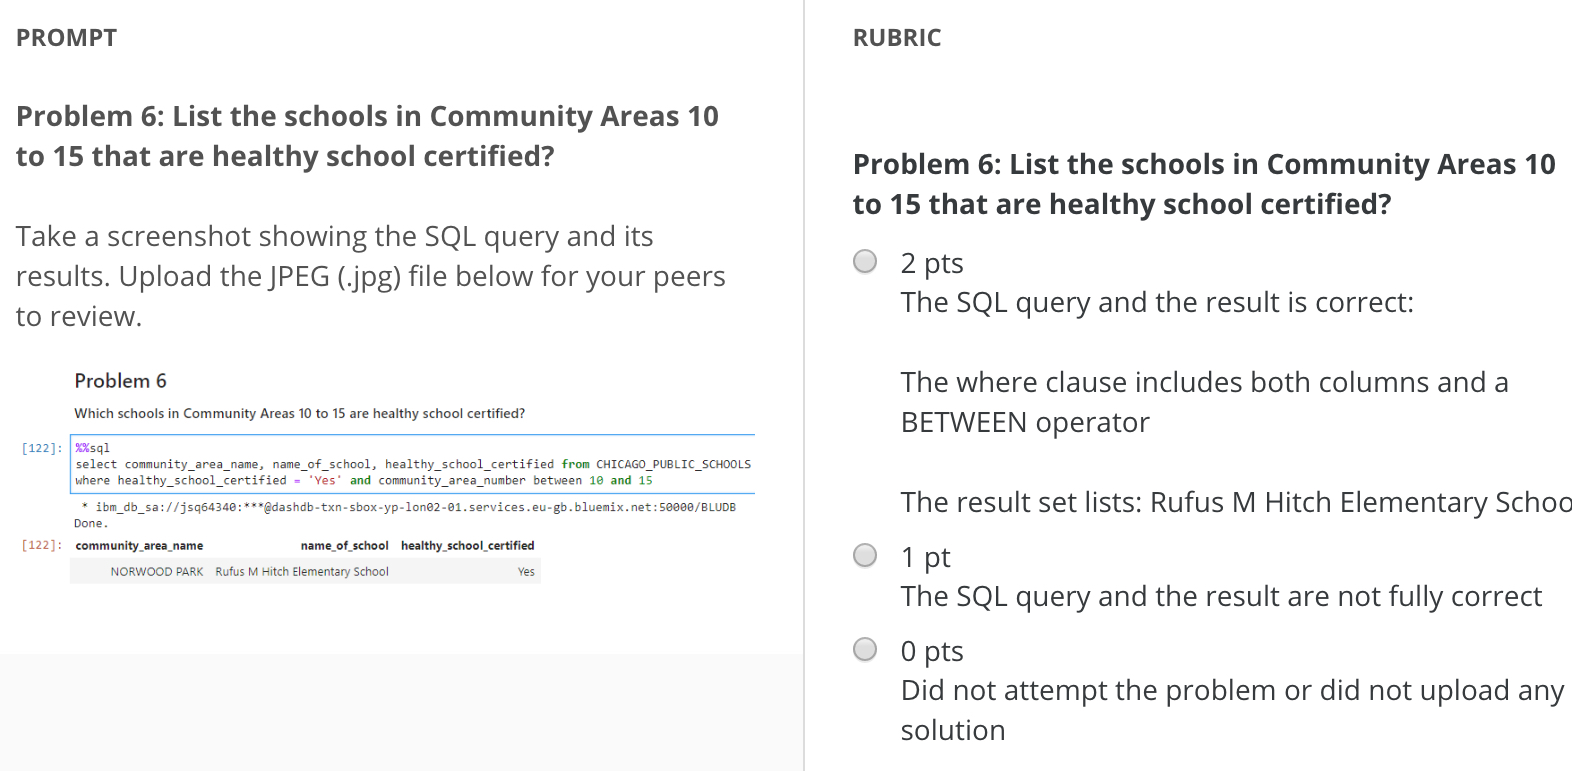 PROMPT
Problem 6: List the schools in Community Areas 10
to 15 that are healthy school certified?
Take a screenshot showing the SQL query and its
results. Upload the JPEG (.jpg) file below for your peers
to review.
Problem 6
Which schools in Community Areas 10 to 15 are healthy school certified?
[122]: %%sql
select community_area_name, name_of_school, healthy_school_certified from CHICAGO_PUBLIC_SCHOOLS
where healthy_school_certified = 'Yes' and community_area_number between 10 and 15
* ibm_db_sa://jsq64340:***@dashdb-txn-sbox-yp-lon02-01.services.eu-gb.bluemix.net:50000/BLUDB
Done.
[122]: community_area_name name_of_school healthy_school_certified
NORWOOD PARK Rufus M Hitch Elementary School Yes
RUBRIC
Problem 6: List the schools in Community Areas 10
to 15 that are healthy school certified?
2 pts
The SQL query and the result is correct:
The where clause includes both columns and a
BETWEEN operator
The result set lists: Rufus M Hitch Elementary Schoo
1 pt
The SQL query and the result are not fully correct
0 pts
Did not attempt the problem or did not upload any
solution